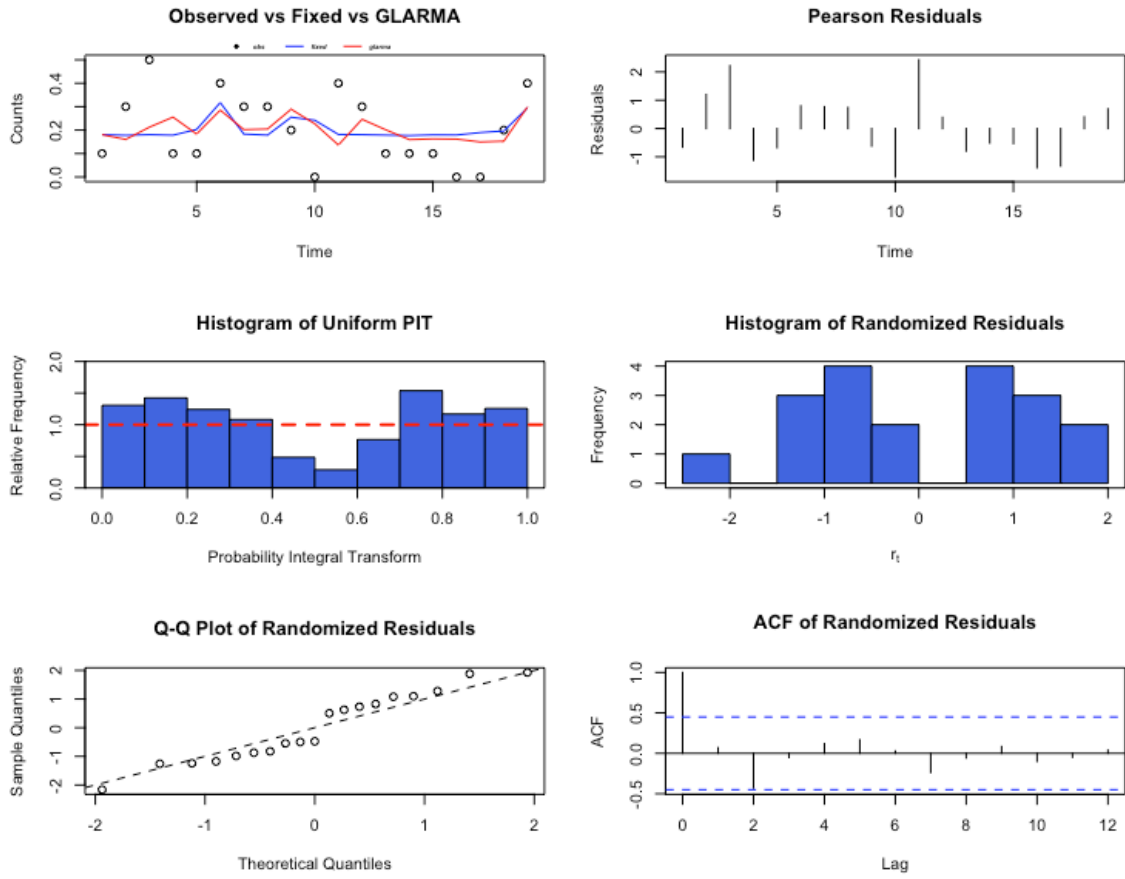 Observed vs Fixed vs GLARMA
obs fixed glarma
Counts
0.0 0.2 0.4
5 10 15
Time
Pearson Residuals
Residuals
-1 0 1 2
5 10 15
Time
Histogram of Uniform PIT
Relative Frequency
0.0 1.0 2.0
0.0 0.2 0.4 0.6 0.8 1.0
Probability Integral Transform
Histogram of Randomized Residuals
Frequency
0 1 2 3 4
-2 -1 0 1 2
rt
Q-Q Plot of Randomized Residuals
Sample Quantiles
-2 -1 0 1 2
-2 -1 0 1 2
Theoretical Quantiles
ACF of Randomized Residuals
ACF
-0.5 0.0 0.5 1.0
0 2 4 6 8 10 12
Lag